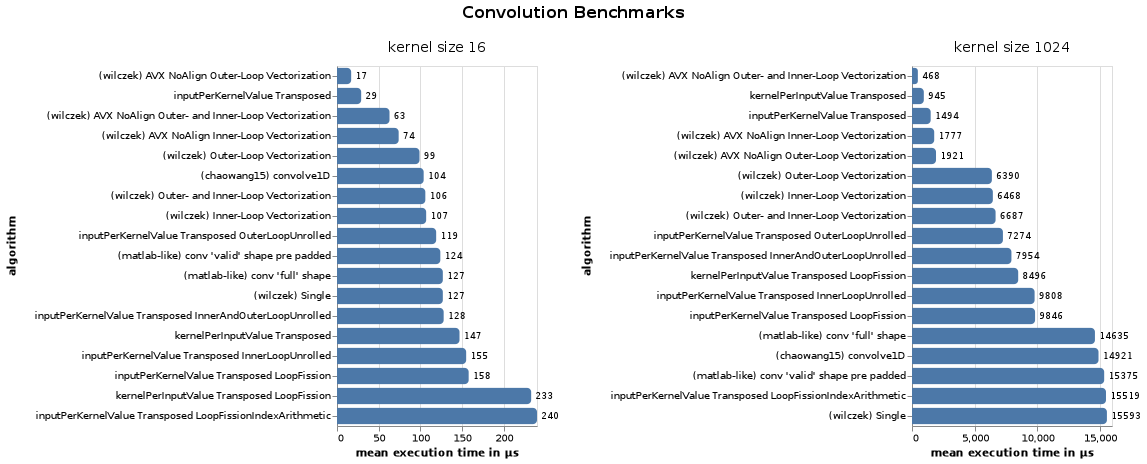 Convolution Benchmarks
kernel size 16
algorithm
(wilczek) AVX NoAlign Outer-Loop Vectorization 17
inputPerKernelValue Transposed 29
(wilczek) AVX NoAlign Outer- and Inner-Loop Vectorization 63
(wilczek) AVX NoAlign Inner-Loop Vectorization 74
(wilczek) Outer-Loop Vectorization 99
(chaowang15) convolve1D 104
(wilczek) Outer- and Inner-Loop Vectorization 106
(wilczek) Inner-Loop Vectorization 107
inputPerKernelValue Transposed OuterLoopUnrolled 119
(matlab-like) conv 'valid' shape pre padded 124
(matlab-like) conv 'full' shape 127
(wilczek) Single 127
inputPerKernelValue Transposed InnerAndOuterLoopUnrolled 128
kernelPerInputValue Transposed 147
inputPerKernelValue Transposed InnerLoopUnrolled 155
inputPerKernelValue Transposed LoopFission 158
kernelPerInputValue Transposed LoopFission 233
inputPerKernelValue Transposed LoopFissionIndexArithmetic 240
0 50 100 150 200
mean execution time in µs
kernel size 1024
algorithm
(wilczek) AVX NoAlign Outer- and Inner-Loop Vectorization 468
kernelPerInputValue Transposed 945
inputPerKernelValue Transposed 1494
(wilczek) AVX NoAlign Inner-Loop Vectorization 1777
(wilczek) AVX NoAlign Outer-Loop Vectorization 1921
(wilczek) Outer-Loop Vectorization 6390
(wilczek) Inner-Loop Vectorization 6468
(wilczek) Outer- and Inner-Loop Vectorization 6687
inputPerKernelValue Transposed OuterLoopUnrolled 7274
inputPerKernelValue Transposed InnerAndOuterLoopUnrolled 7954
kernelPerInputValue Transposed LoopFission 8496
inputPerKernelValue Transposed InnerLoopUnrolled 9808
inputPerKernelValue Transposed LoopFission 9846
(matlab-like) conv 'full' shape 14635
(chaowang15) convolve1D 14921
(matlab-like) conv 'valid' shape pre padded 15375
inputPerKernelValue Transposed LoopFissionIndexArithmetic 15519
(wilczek) Single 15593
0 5,000 10,000 15,000
mean execution time in µs